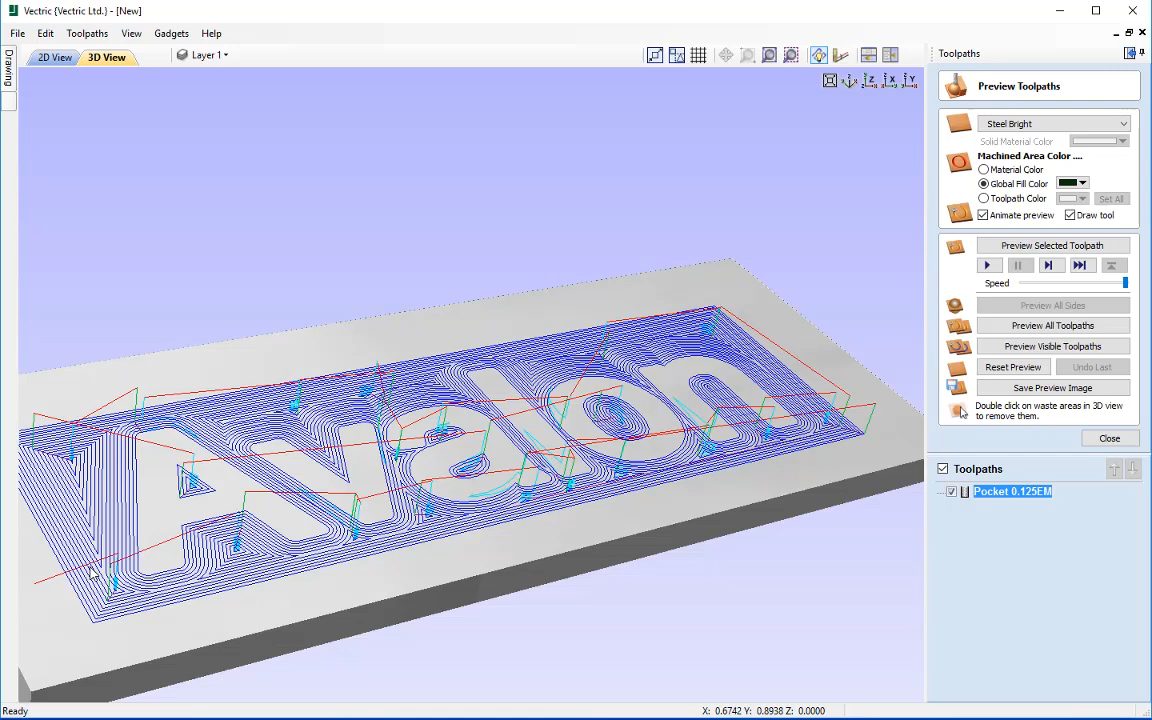 Vectric {Vectric Ltd.} - [New]
File Edit Toolpaths View Gadgets Help
Drawing
2D View 3D View Layer 1
Z X Y
Avalon
Toolpaths
Preview Toolpaths
Steel Bright
Solid Material Color
Machined Area Color ....
Material Color
Global Fill Color
Toolpath Color Set All
Animate preview Draw tool
Preview Selected Toolpath
Speed
Preview All Sides
Preview All Toolpaths
Preview Visible Toolpaths
Reset Preview Undo Last
Save Preview Image
Double click on waste areas in 3D view
to remove them.
Close
Toolpaths
Pocket 0.125EM
Ready X: 0.6742 Y: 0.8938 Z: 0.0000